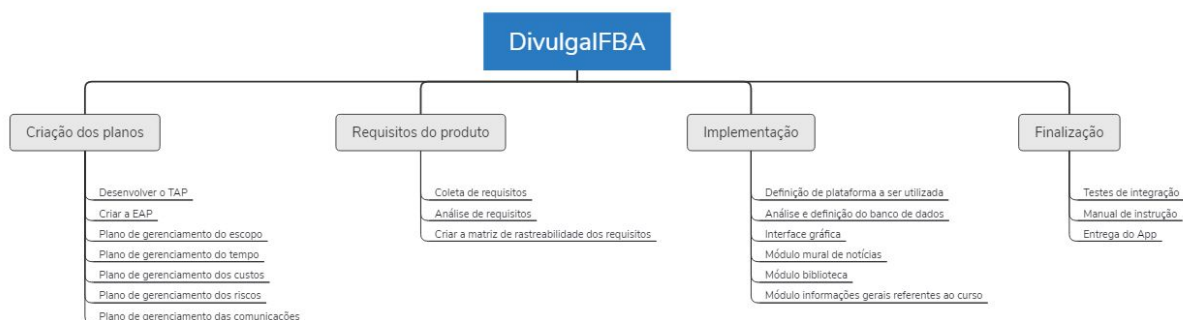 DivulgaIFBA
Criação dos planos
Desenvolver o TAP
Criar a EAP
Plano de gerenciamento do escopo
Plano de gerenciamento do tempo
Plano de gerenciamento dos custos
Plano de gerenciamento dos riscos
Plano de gerenciamento das comunicações
Requisitos do produto
Coleta de requisitos
Análise de requisitos
Criar a matriz de rastreabilidade dos requisitos
Implementação
Definição de plataforma a ser utilizada
Análise e definição do banco de dados
Interface gráfica
Módulo mural de notícias
Módulo biblioteca
Módulo informações gerais referentes ao curso
Finalização
Testes de integração
Manual de instrução
Entrega do App